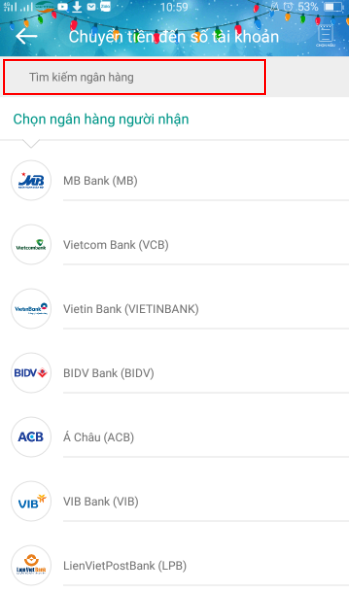 10:59 53%
Chuyển tiền đến số tài khoản
Tìm kiếm ngân hàng
Chọn ngân hàng người nhận
MB
MB Bank (MB)
Vietcombank
Vietcom Bank (VCB)
VietinBank
Vietin Bank (VIETINBANK)
BIDV
BIDV Bank (BIDV)
ACB
Á Châu (ACB)
VIB
VIB Bank (VIB)
LienVietPostBank (LPB)